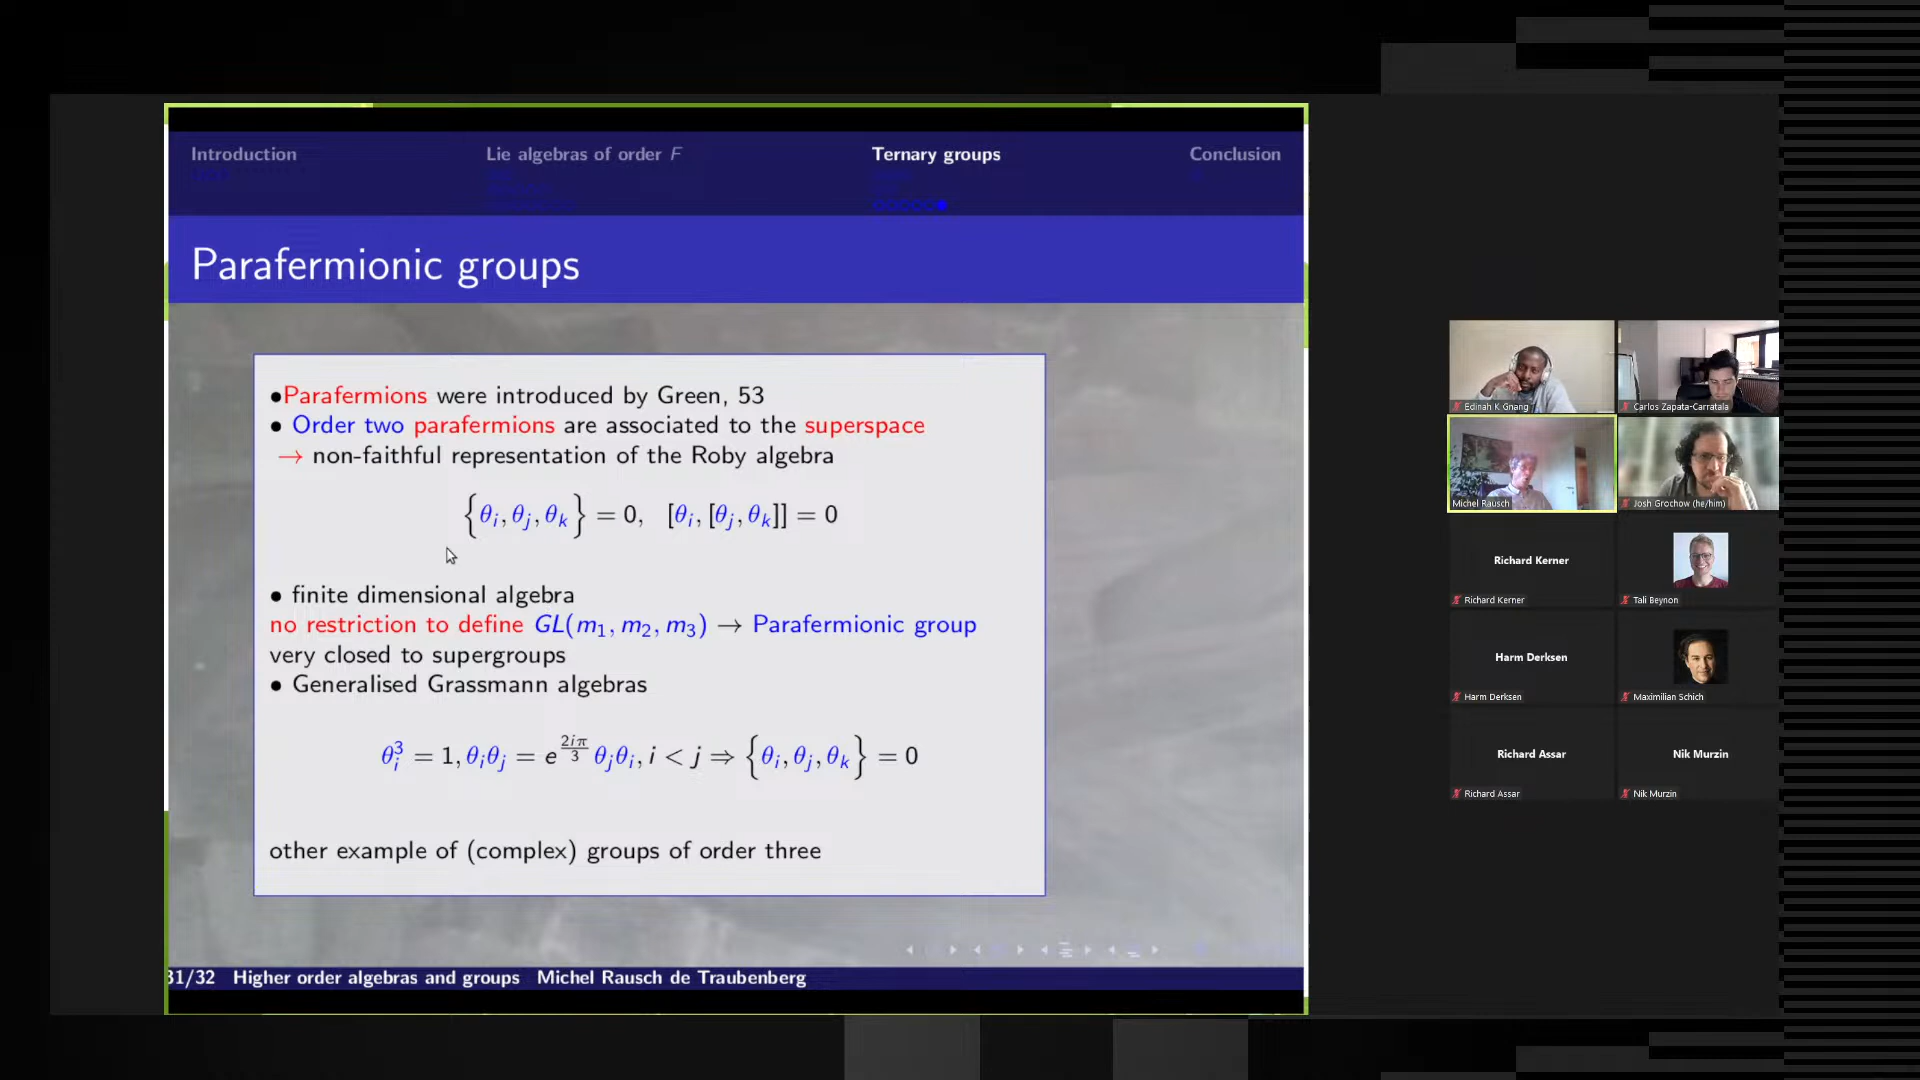 Introduction
Lie algebras of order F
Ternary groups
Conclusion
Parafermionic groups
●Parafermions were introduced by Green, 53
● Order two parafermions are associated to the superspace
→ non-faithful representation of the Roby algebra
{θ_i, θ_j, θ_k} = 0, [θ_i, [θ_j, θ_k]] = 0
● finite dimensional algebra
no restriction to define GL(m₁, m₂, m₃) → Parafermionic group
very closed to supergroups
● Generalised Grassmann algebras
θ_i^3 = 1, θ_iθ_j = e^{2iπ/3} θ_jθ_i, i < j ⇒ {θ_i, θ_j, θ_k} = 0
other example of (complex) groups of order three
31/32 Higher order algebras and groups Michel Rausch de Traubenberg
Edinah K Gnang
Carlos Zapata-Carratala
Michel Rausch
Josh Grochow (he/him)
Richard Kerner
Richard Kerner
Tali Beynon
Harm Derksen
Harm Derksen
Maximilian Schich
Richard Assar
Nik Murzin
Richard Assar
Nik Murzin